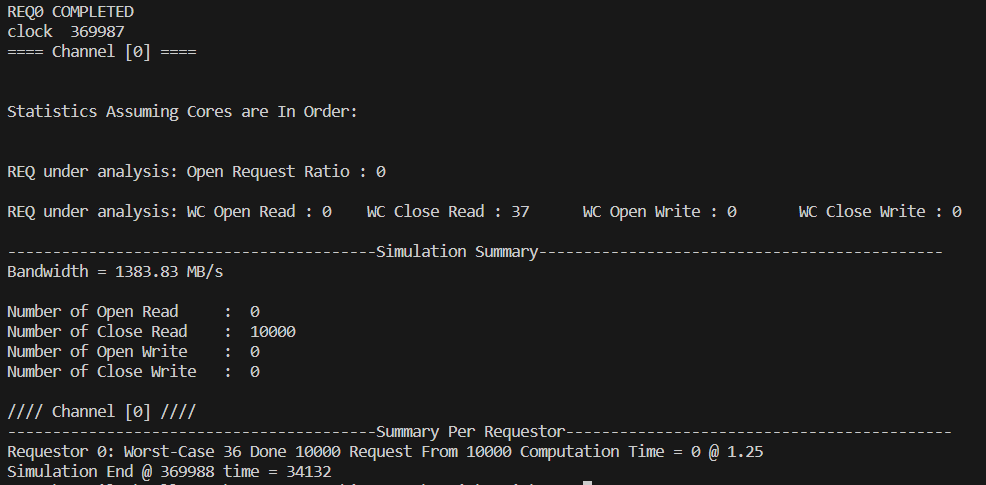 REQ0 COMPLETED
clock  369987
==== Channel [0] ====
Statistics Assuming Cores are In Order:
REQ under analysis: Open Request Ratio : 0
REQ under analysis: WC Open Read : 0    WC Close Read : 37      WC Open Write : 0       WC Close Write : 0
-----------------------------------------Simulation Summary---------------------------------------------
Bandwidth = 1383.83 MB/s
Number of Open Read     :  0
Number of Close Read    :  10000
Number of Open Write    :  0
Number of Close Write   :  0
//// Channel [0] ////
-----------------------------------------Summary Per Requestor-------------------------------------------
Requestor 0: Worst-Case 36 Done 10000 Request From 10000 Computation Time = 0 @ 1.25
Simulation End @ 369988 time = 34132